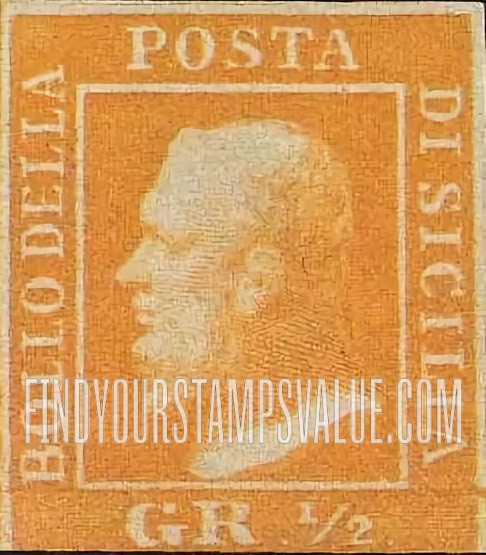 POSTA
BOLLO DELLA
DI SICILIA
FINDYOURSTAMPSVALUE.COM
GR. 1/2